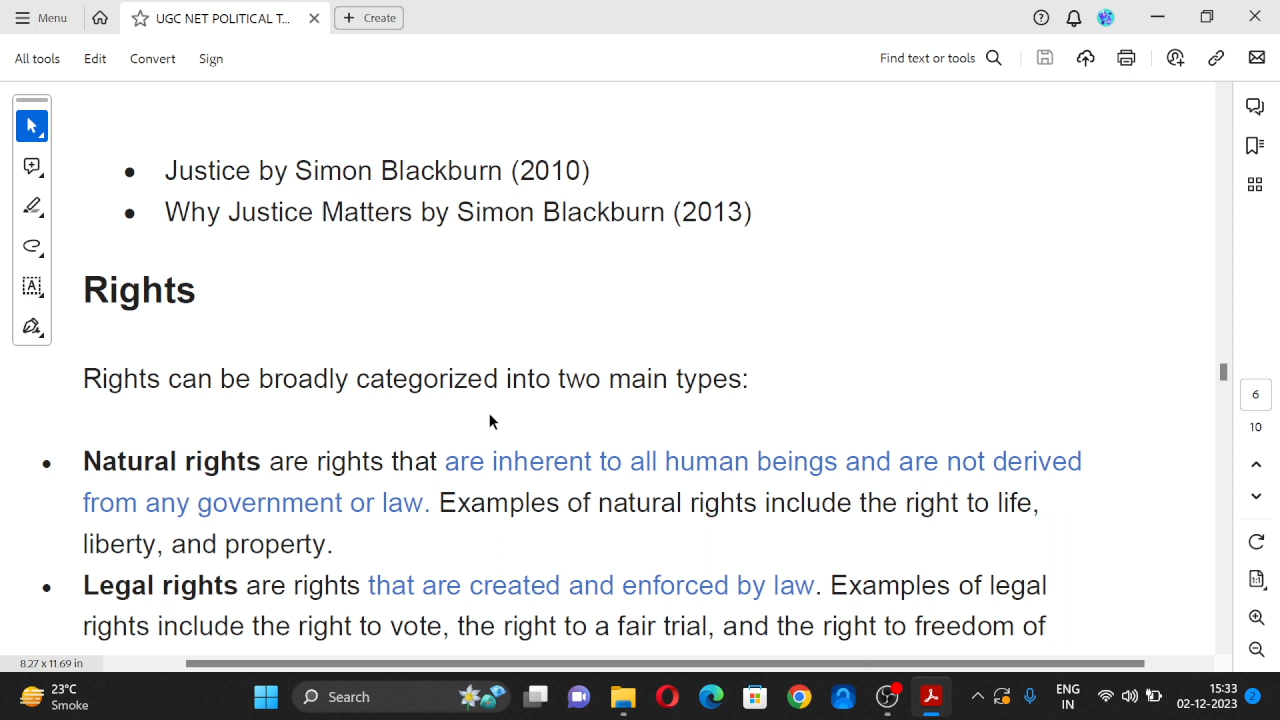 Menu
UGC NET POLITICAL T...
Create
All tools
Edit
Convert
Sign
Find text or tools
• Justice by Simon Blackburn (2010)
• Why Justice Matters by Simon Blackburn (2013)
Rights
Rights can be broadly categorized into two main types:
• Natural rights are rights that are inherent to all human beings and are not derived
from any government or law. Examples of natural rights include the right to life,
liberty, and property.
• Legal rights are rights that are created and enforced by law. Examples of legal
rights include the right to vote, the right to a fair trial, and the right to freedom of
6
10
1:1
8.27 x 11.69 in
23°C
Smoke
Search
ENG
IN
15:33
02-12-2023
2